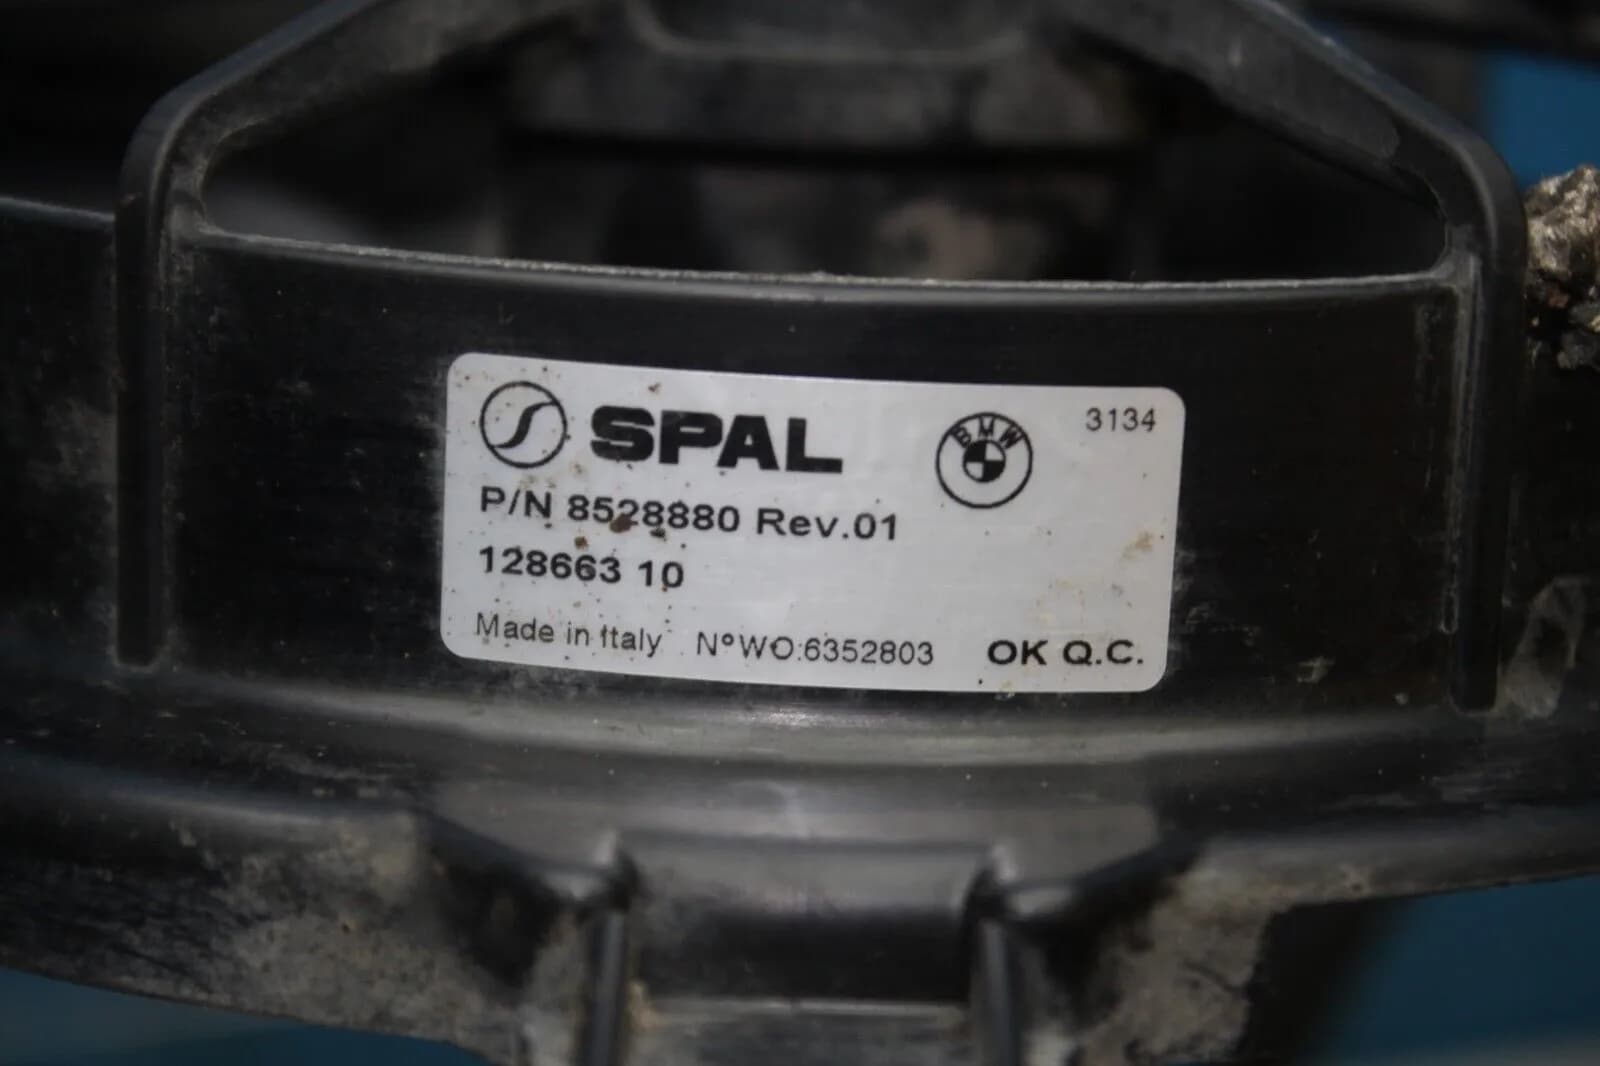 SPAL
BMW
3134
P/N 8528880 Rev.01
128663 10
Made in Italy N°WO:6352803 OK Q.C.